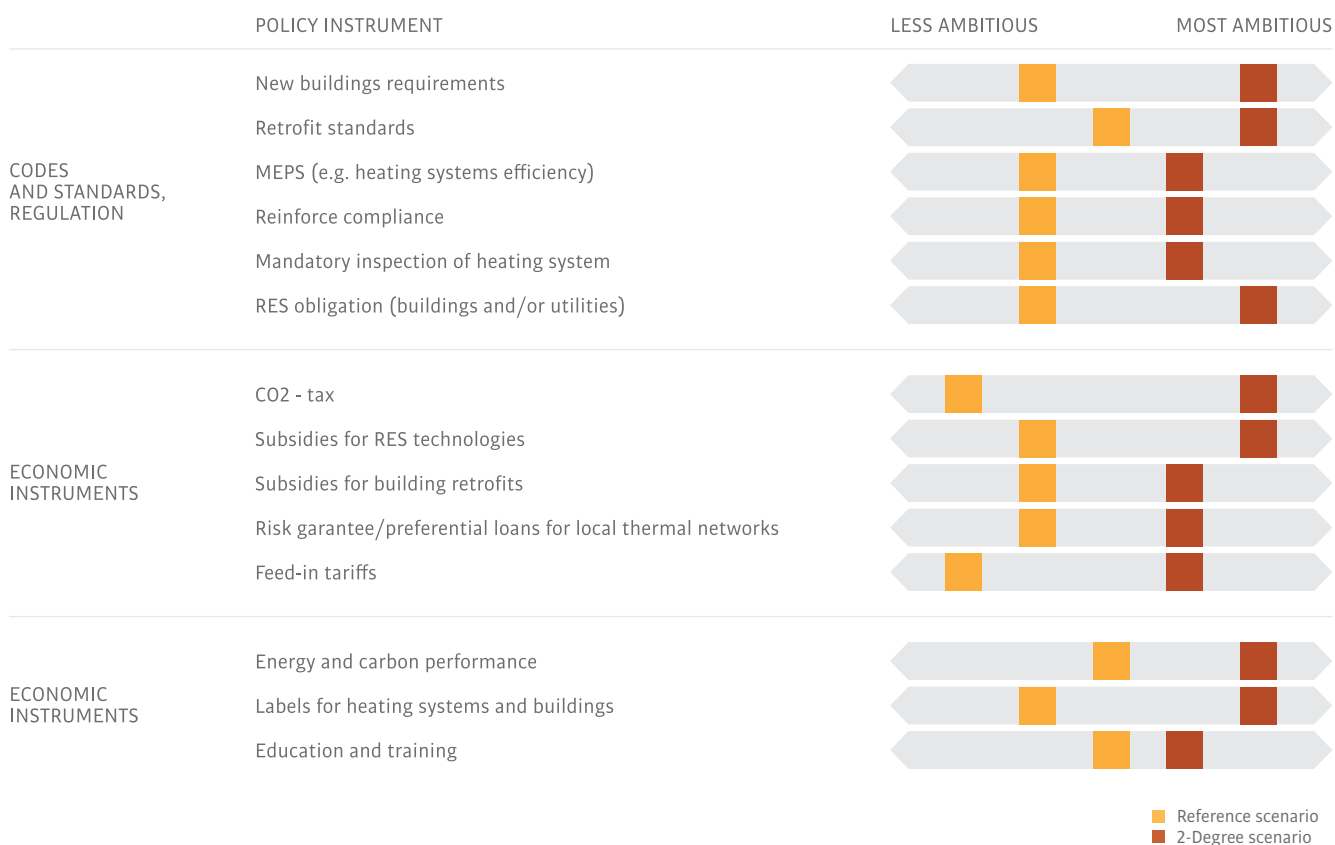 POLICY INSTRUMENT LESS AMBITIOUS MOST AMBITIOUS
CODES
AND STANDARDS,
REGULATION
New buildings requirements
Retrofit standards
MEPS (e.g. heating systems efficiency)
Reinforce compliance
Mandatory inspection of heating system
RES obligation (buildings and/or utilities)
ECONOMIC
INSTRUMENTS
CO2 - tax
Subsidies for RES technologies
Subsidies for building retrofits
Risk garantee/preferential loans for local thermal networks
Feed-in tariffs
ECONOMIC
INSTRUMENTS
Energy and carbon performance
Labels for heating systems and buildings
Education and training
Reference scenario
2-Degree scenario